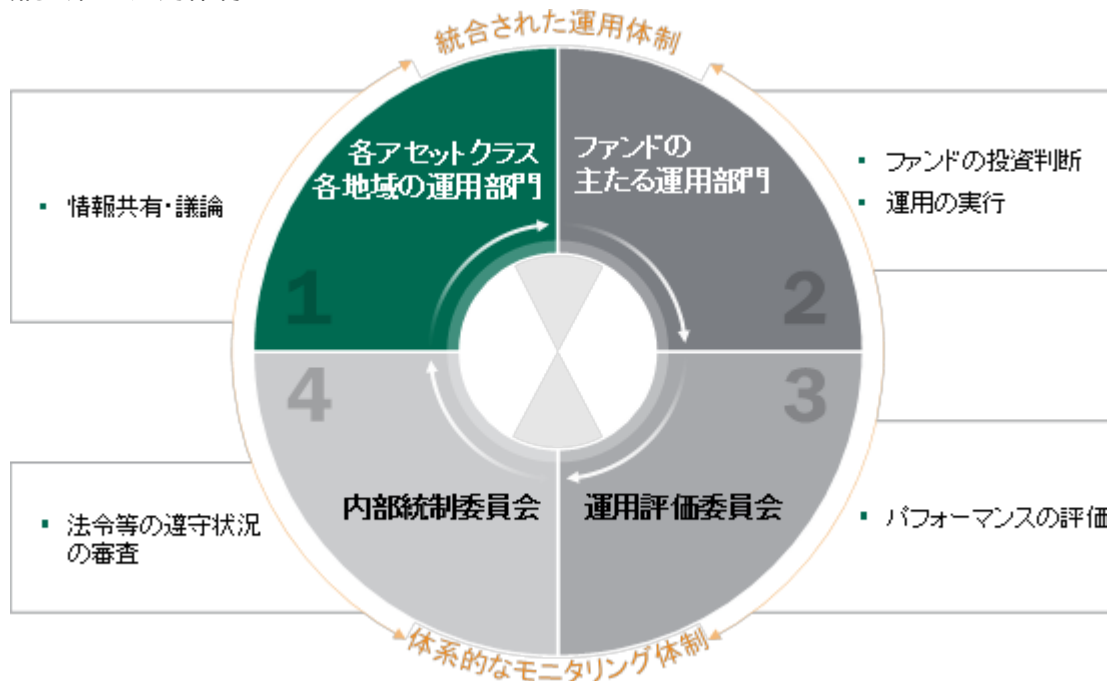 統合された運用体制
各アセットクラス
各地域の運用部門
1
ファンドの
主たる運用部門
2
▪ 情報共有・議論
▪ ファンドの投資判断
▪ 運用の実行
4
内部統制委員会
3
運用評価委員会
▪ 法令等の遵守状況
の審査
▪ パフォーマンスの評価
体系的なモニタリング体制